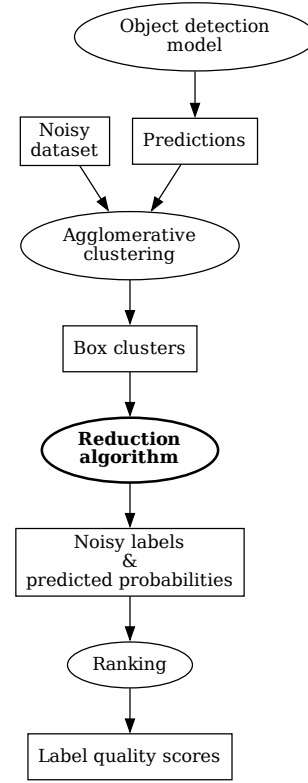 Object detection
model
Noisy
dataset
Predictions
Agglomerative
clustering
Box clusters
Reduction
algorithm
Noisy labels
&
predicted probabilities
Ranking
Label quality scores